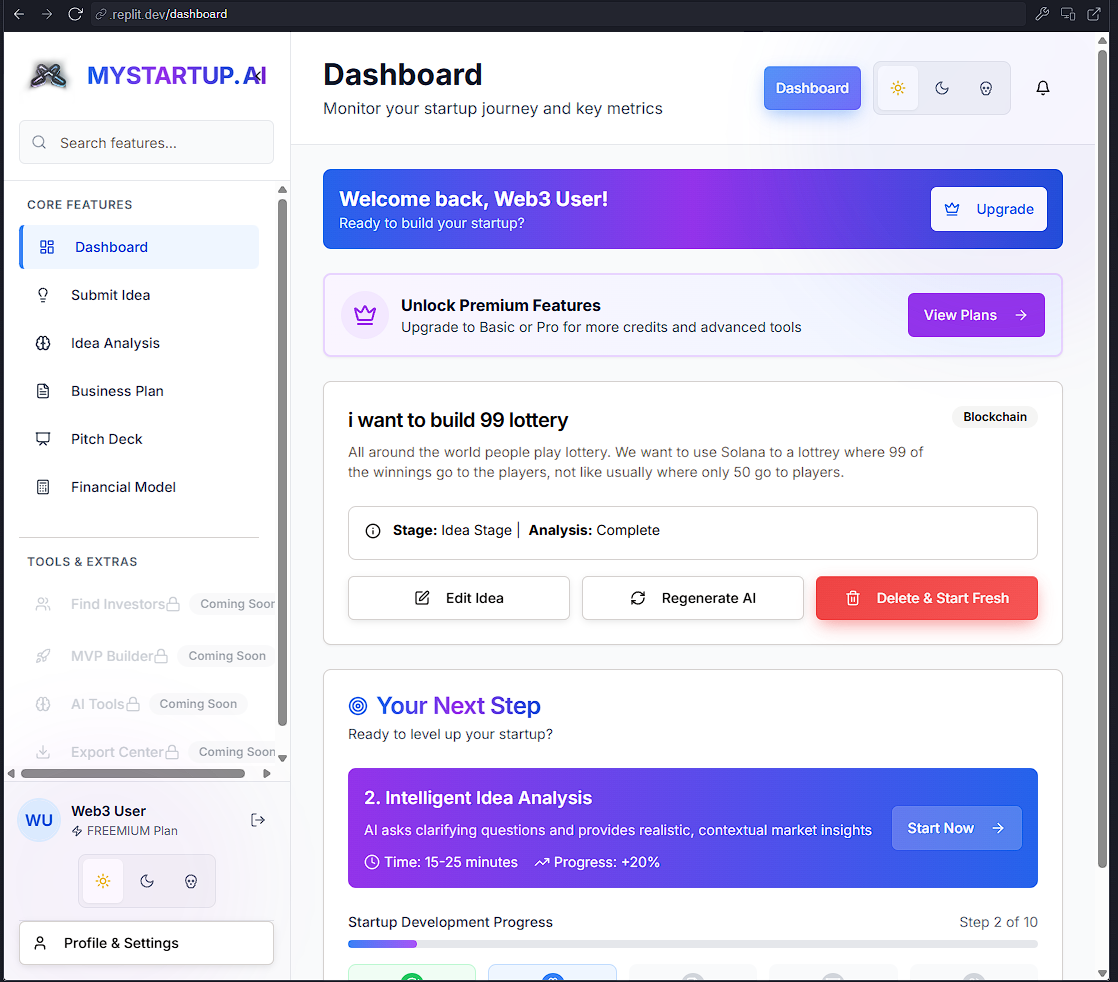 .replit.dev/dashboard
MYSTARTUP.AI
Search features...
CORE FEATURES
Dashboard
Submit Idea
Idea Analysis
Business Plan
Pitch Deck
Financial Model
TOOLS & EXTRAS
Find Investors Coming Soon
MVP Builder Coming Soon
AI Tools Coming Soon
Export Center Coming Soon
WU
Web3 User
FREEMIUM Plan
Profile & Settings
Dashboard
Monitor your startup journey and key metrics
Dashboard
Welcome back, Web3 User!
Ready to build your startup?
Upgrade
Unlock Premium Features
Upgrade to Basic or Pro for more credits and advanced tools
View Plans
i want to build 99 lottery
Blockchain
All around the world people play lottery. We want to use Solana to a lottrey where 99 of
the winnings go to the players, not like usually where only 50 go to players.
Stage: Idea Stage | Analysis: Complete
Edit Idea
Regenerate AI
Delete & Start Fresh
Your Next Step
Ready to level up your startup?
2. Intelligent Idea Analysis
AI asks clarifying questions and provides realistic, contextual market insights
Time: 15-25 minutes Progress: +20%
Start Now
Startup Development Progress
Step 2 of 10